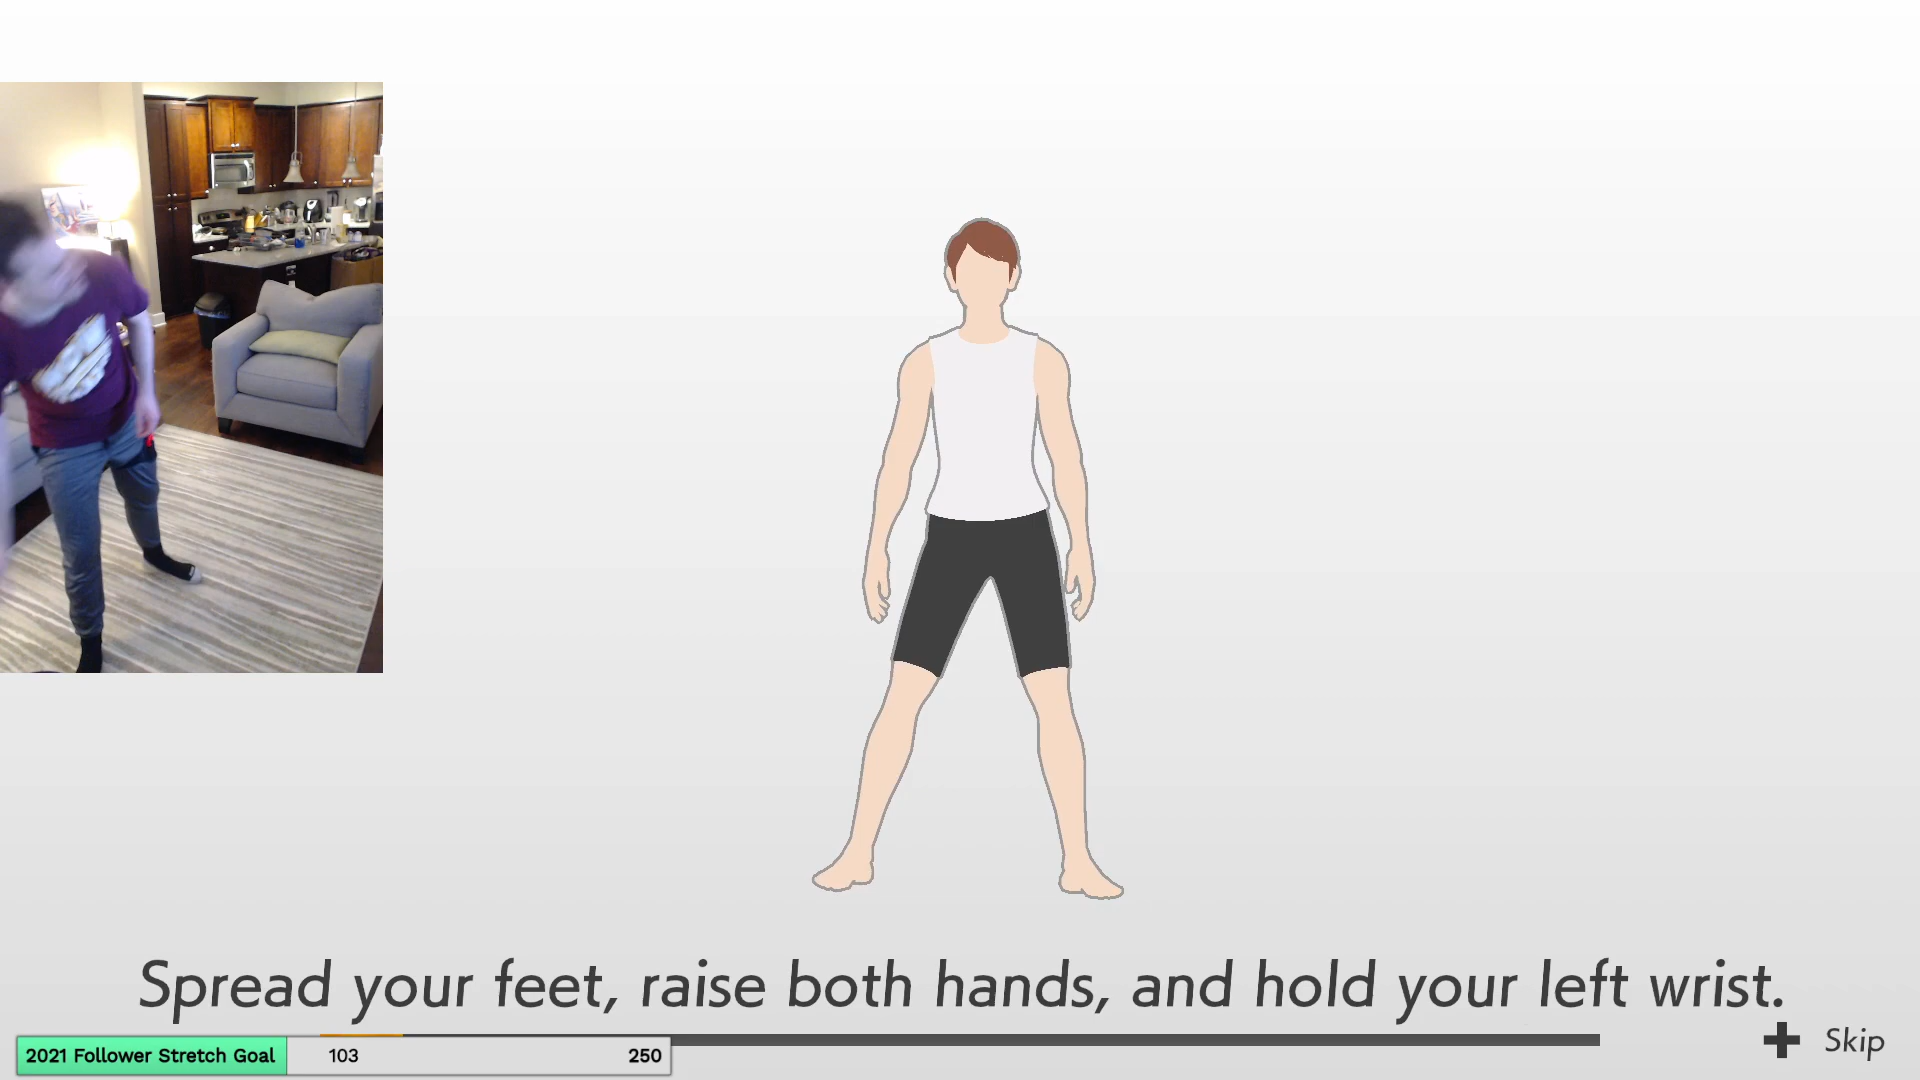 Spread your feet, raise both hands, and hold your left wrist.
Skip
2021 Follower Stretch Goal 103 250